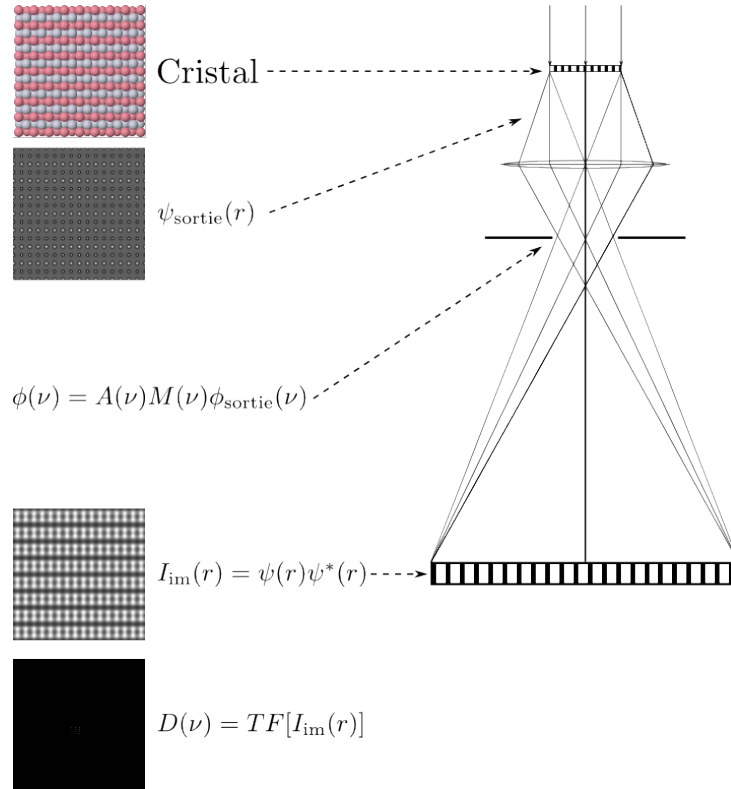 Cristal
ψ_sortie(r)
ϕ(ν) = A(ν)M(ν)ϕ_sortie(ν)
I_im(r) = ψ(r)ψ*(r)
D(ν) = TF[I_im(r)]